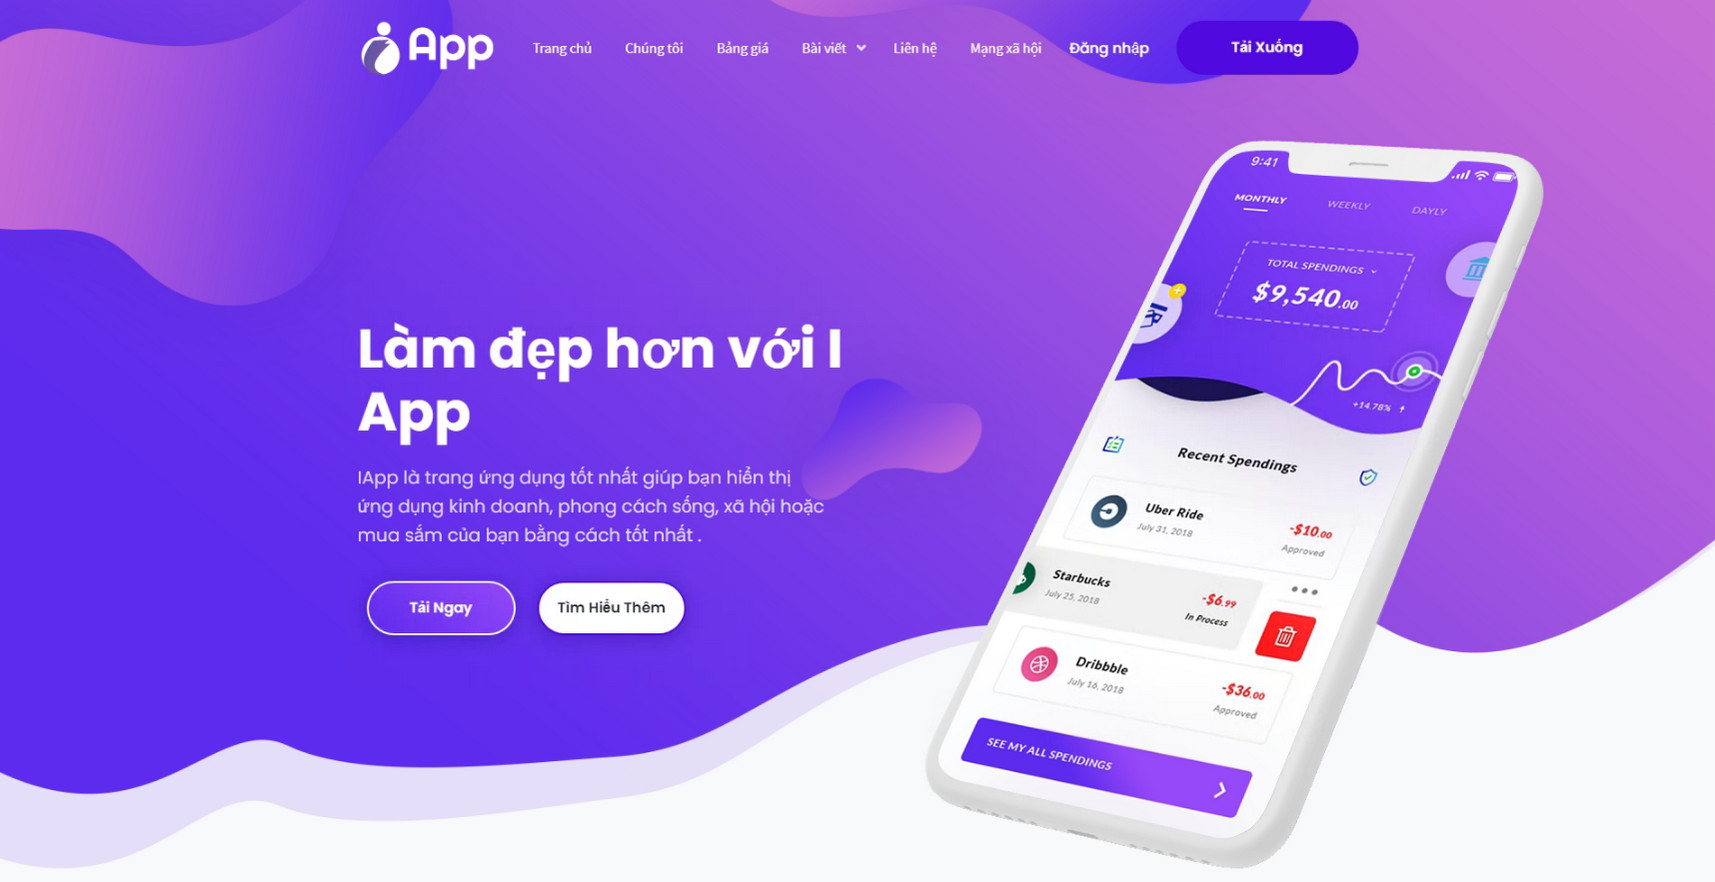 App
Trang chủ
Chúng tôi
Bảng giá
Bài viết
Liên hệ
Mạng xã hội
Đăng nhập
Tải Xuống
Làm đẹp hơn với I
App
IApp là trang ứng dụng tốt nhất giúp bạn hiển thị
ứng dụng kinh doanh, phong cách sống, xã hội hoặc
mua sắm của bạn bằng cách tốt nhất .
Tải Ngay
Tìm Hiểu Thêm
9:41
MONTHLY
WEEKLY
DAYLY
TOTAL SPENDINGS
$9,540.00
+14.78%
Recent Spendings
Uber Ride
July 31, 2018
-$10.00
Approved
Starbucks
July 25, 2018
-$6.99
In Process
Dribbble
July 16, 2018
-$36.00
Approved
SEE MY ALL SPENDINGS